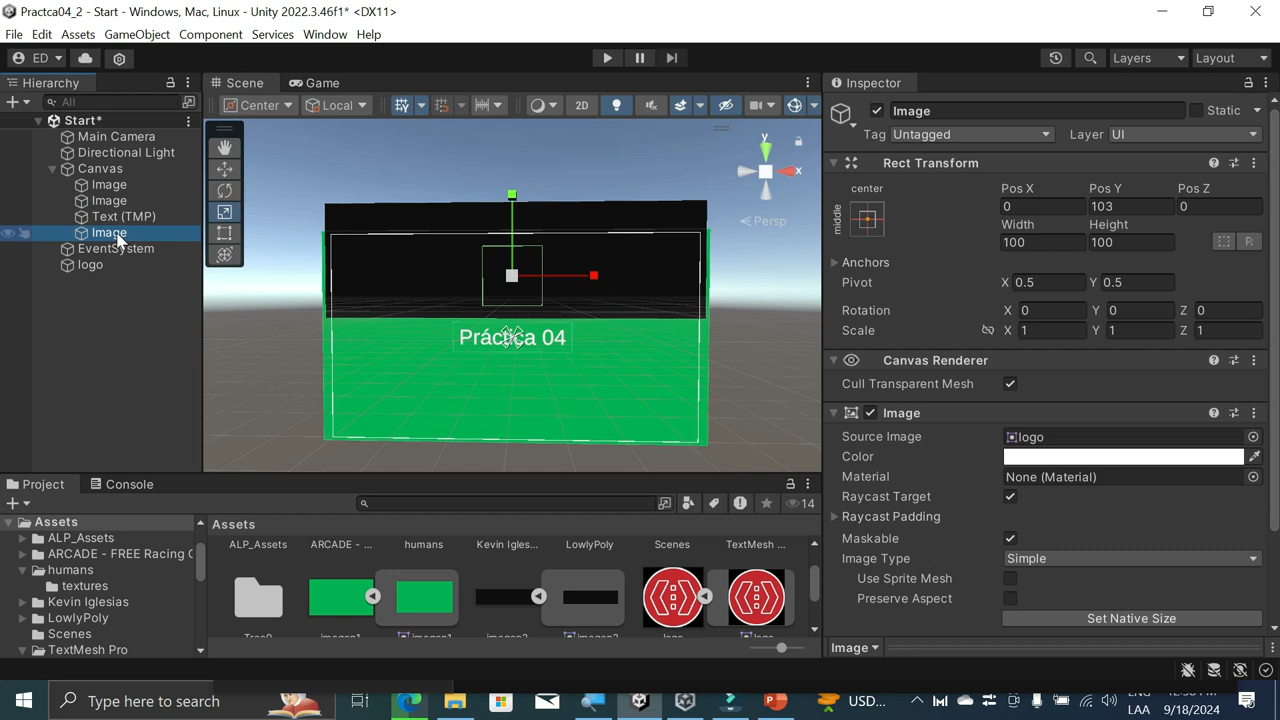 Practca04_2 - Start - Windows, Mac, Linux - Unity 2022.3.46f1* <DX11>
File Edit Assets GameObject Component Services Window Help
ED Layers Layout
Hierarchy
All
Start*
Main Camera
Directional Light
Canvas
Image
Image
Text (TMP)
Image
EventSystem
logo
Scene Game
Center Local 2D
y
x
Persp
Práctica 04
Inspector
Image Static
Tag Untagged Layer UI
Rect Transform
center
middle
Pos X Pos Y Pos Z
0 103 0
Width Height
100 100
R
Anchors
Pivot X 0.5 Y 0.5
Rotation X 0 Y 0 Z 0
Scale X 1 Y 1 Z 1
Canvas Renderer
Cull Transparent Mesh
Image
Source Image logo
Color
Material None (Material)
Raycast Target
Raycast Padding
Maskable
Image Type Simple
Use Sprite Mesh
Preserve Aspect
Set Native Size
Image
Project Console
14
Assets
ALP_Assets
ARCADE - FREE Racing C
humans
textures
Kevin Iglesias
LowlyPoly
Scenes
TextMesh Pro
Assets
ALP_Assets ARCADE - ... humans Kevin Igles... LowlyPoly Scenes TextMesh ...
Type here to search
USD...
LAA 9/18/2024